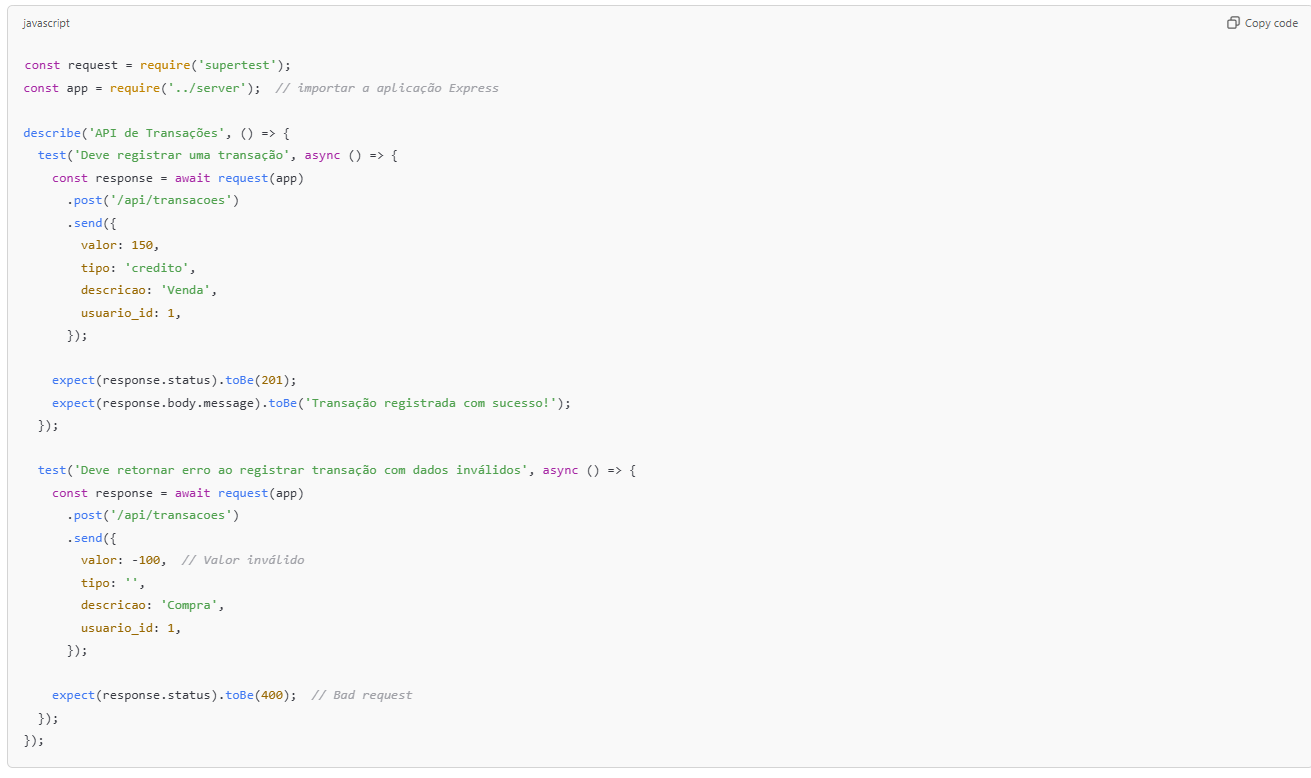 javascript
Copy code
const request = require('supertest');
const app = require('../server');  // importar a aplicação Express
describe('API de Transações', () => {
  test('Deve registrar uma transação', async () => {
    const response = await request(app)
      .post('/api/transacoes')
      .send({
        valor: 150,
        tipo: 'credito',
        descricao: 'Venda',
        usuario_id: 1,
      });
    expect(response.status).toBe(201);
    expect(response.body.message).toBe('Transação registrada com sucesso!');
  });
  test('Deve retornar erro ao registrar transação com dados inválidos', async () => {
    const response = await request(app)
      .post('/api/transacoes')
      .send({
        valor: -100,  // Valor inválido
        tipo: '',
        descricao: 'Compra',
        usuario_id: 1,
      });
    expect(response.status).toBe(400);  // Bad request
  });
});